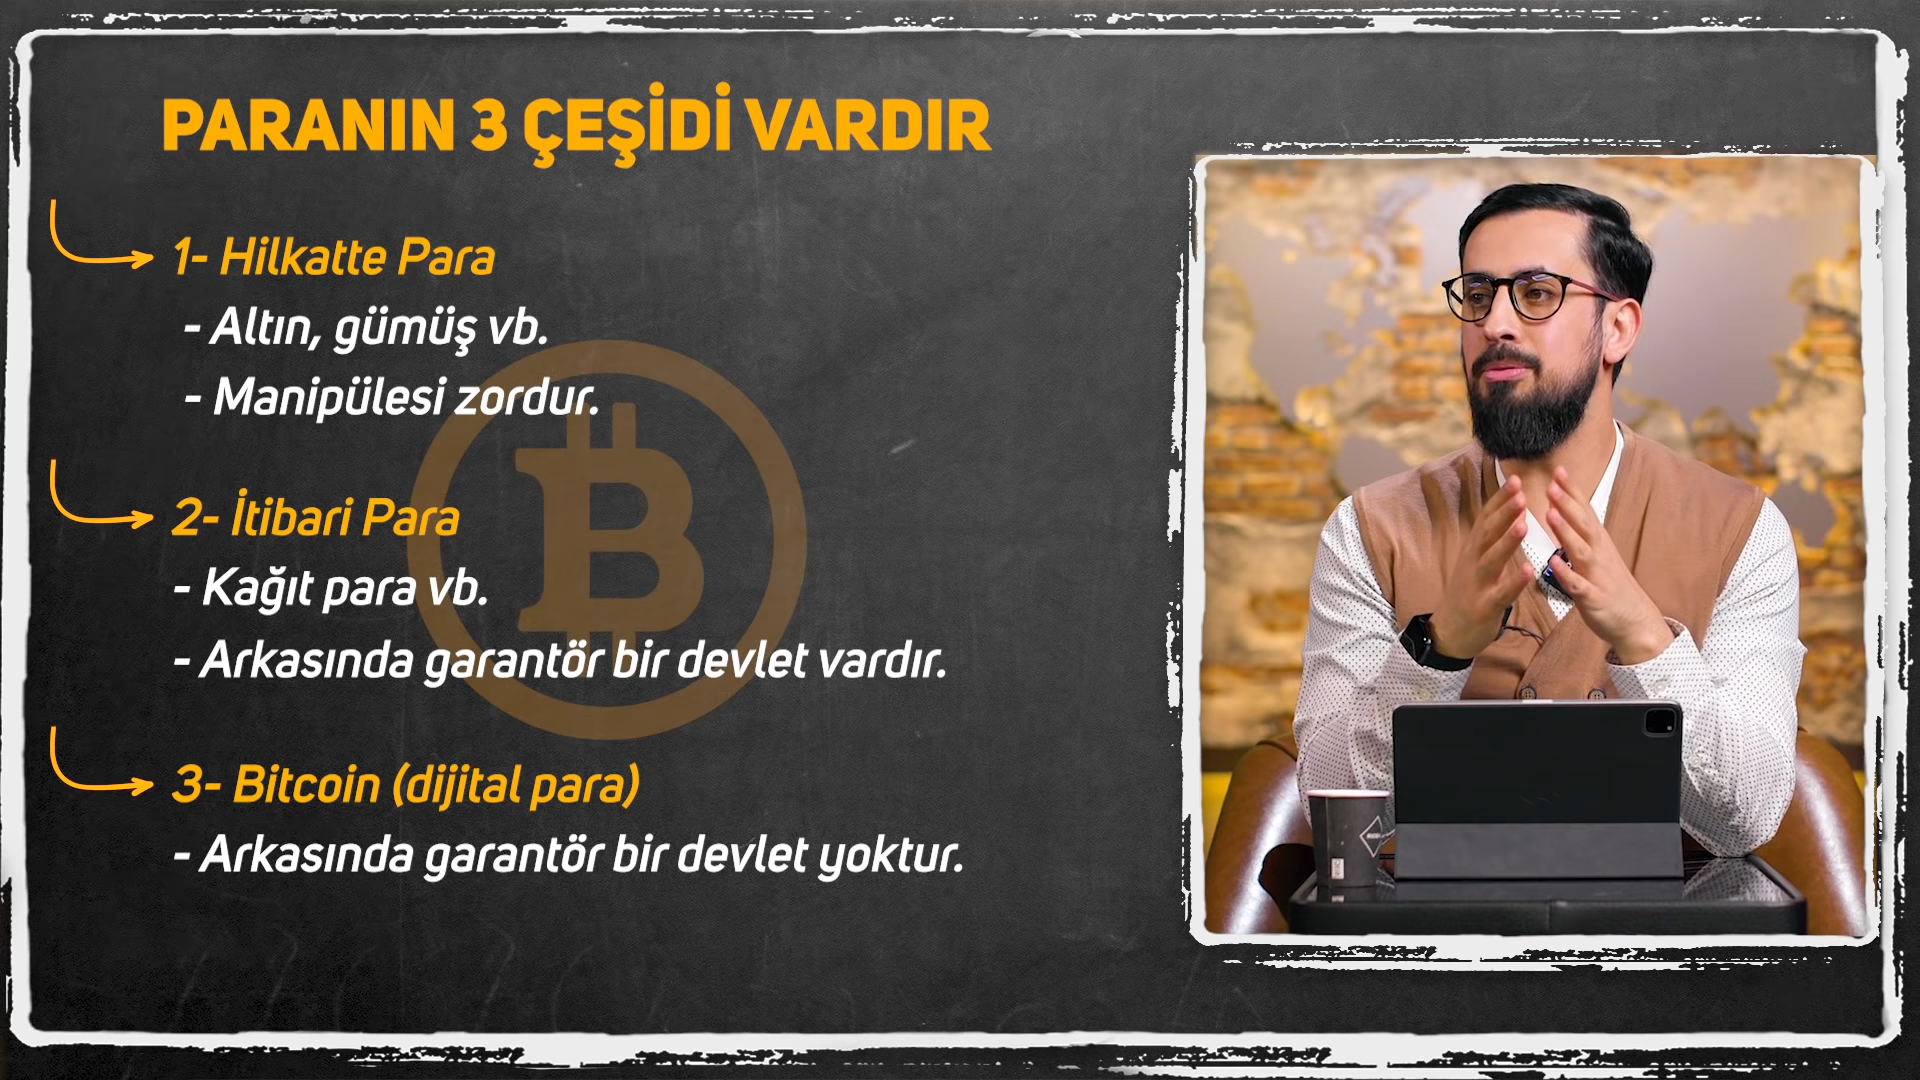 PARANIN 3 ÇEŞİDİ VARDIR
1- Hilkatte Para
- Altın, gümüş vb.
- Manipülesi zordur.
2- İtibari Para
- Kağıt para vb.
- Arkasında garantör bir devlet vardır.
3- Bitcoin (dijital para)
- Arkasında garantör bir devlet yoktur.